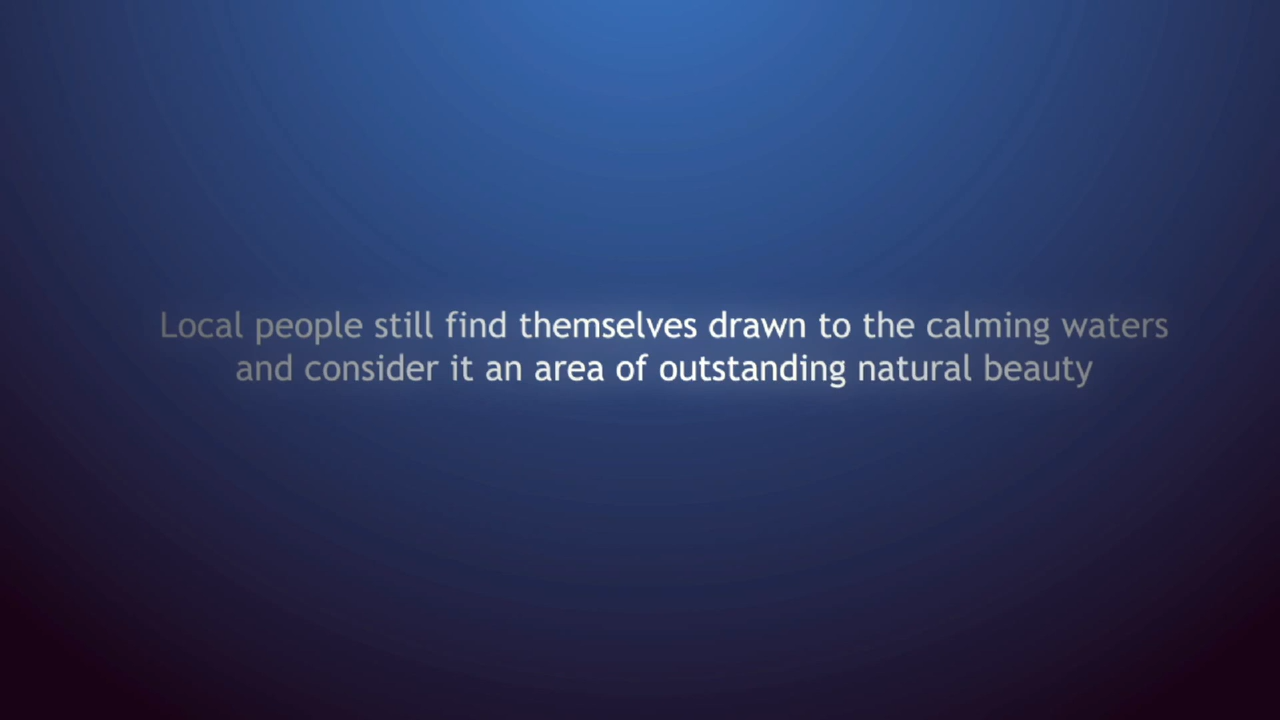 Local people still find themselves drawn to the calming waters
and consider it an area of outstanding natural beauty